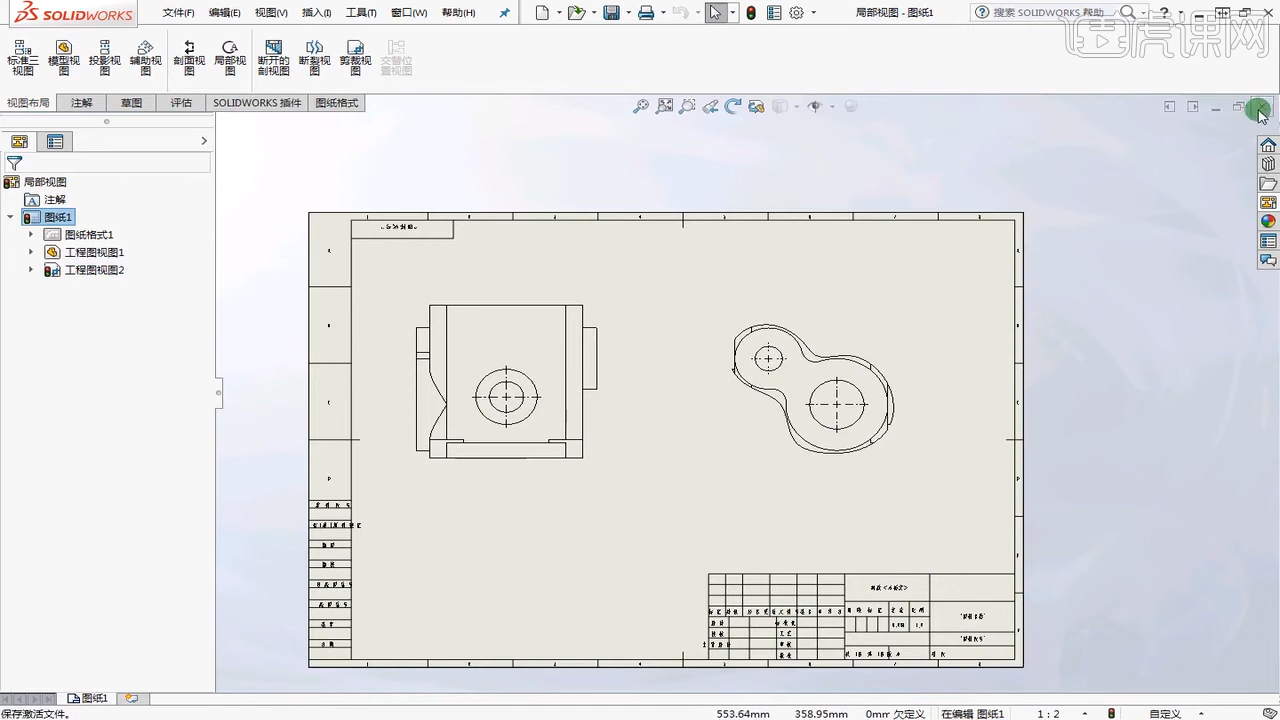 SOLIDWORKS 文件(F) 编辑(E) 视图(V) 插入(I) 工具(T) 窗口(W) 帮助(H) 局部视图 - 图纸1 搜索 SOLIDWORKS 帮助
虎课网
标准三视图 模型视图 投影视图 辅助视图 剖面视图 局部视图 断开的剖视图 断裂视图 剪裁视图 交替位置视图
视图布局 注解 草图 评估 SOLIDWORKS 插件 图纸格式
局部视图
注解
图纸1
图纸格式1
工程图视图1
工程图视图2
图纸1
保存激活文件。 553.64mm 358.95mm 0mm 欠定义 在编辑 图纸1 1 : 2 自定义